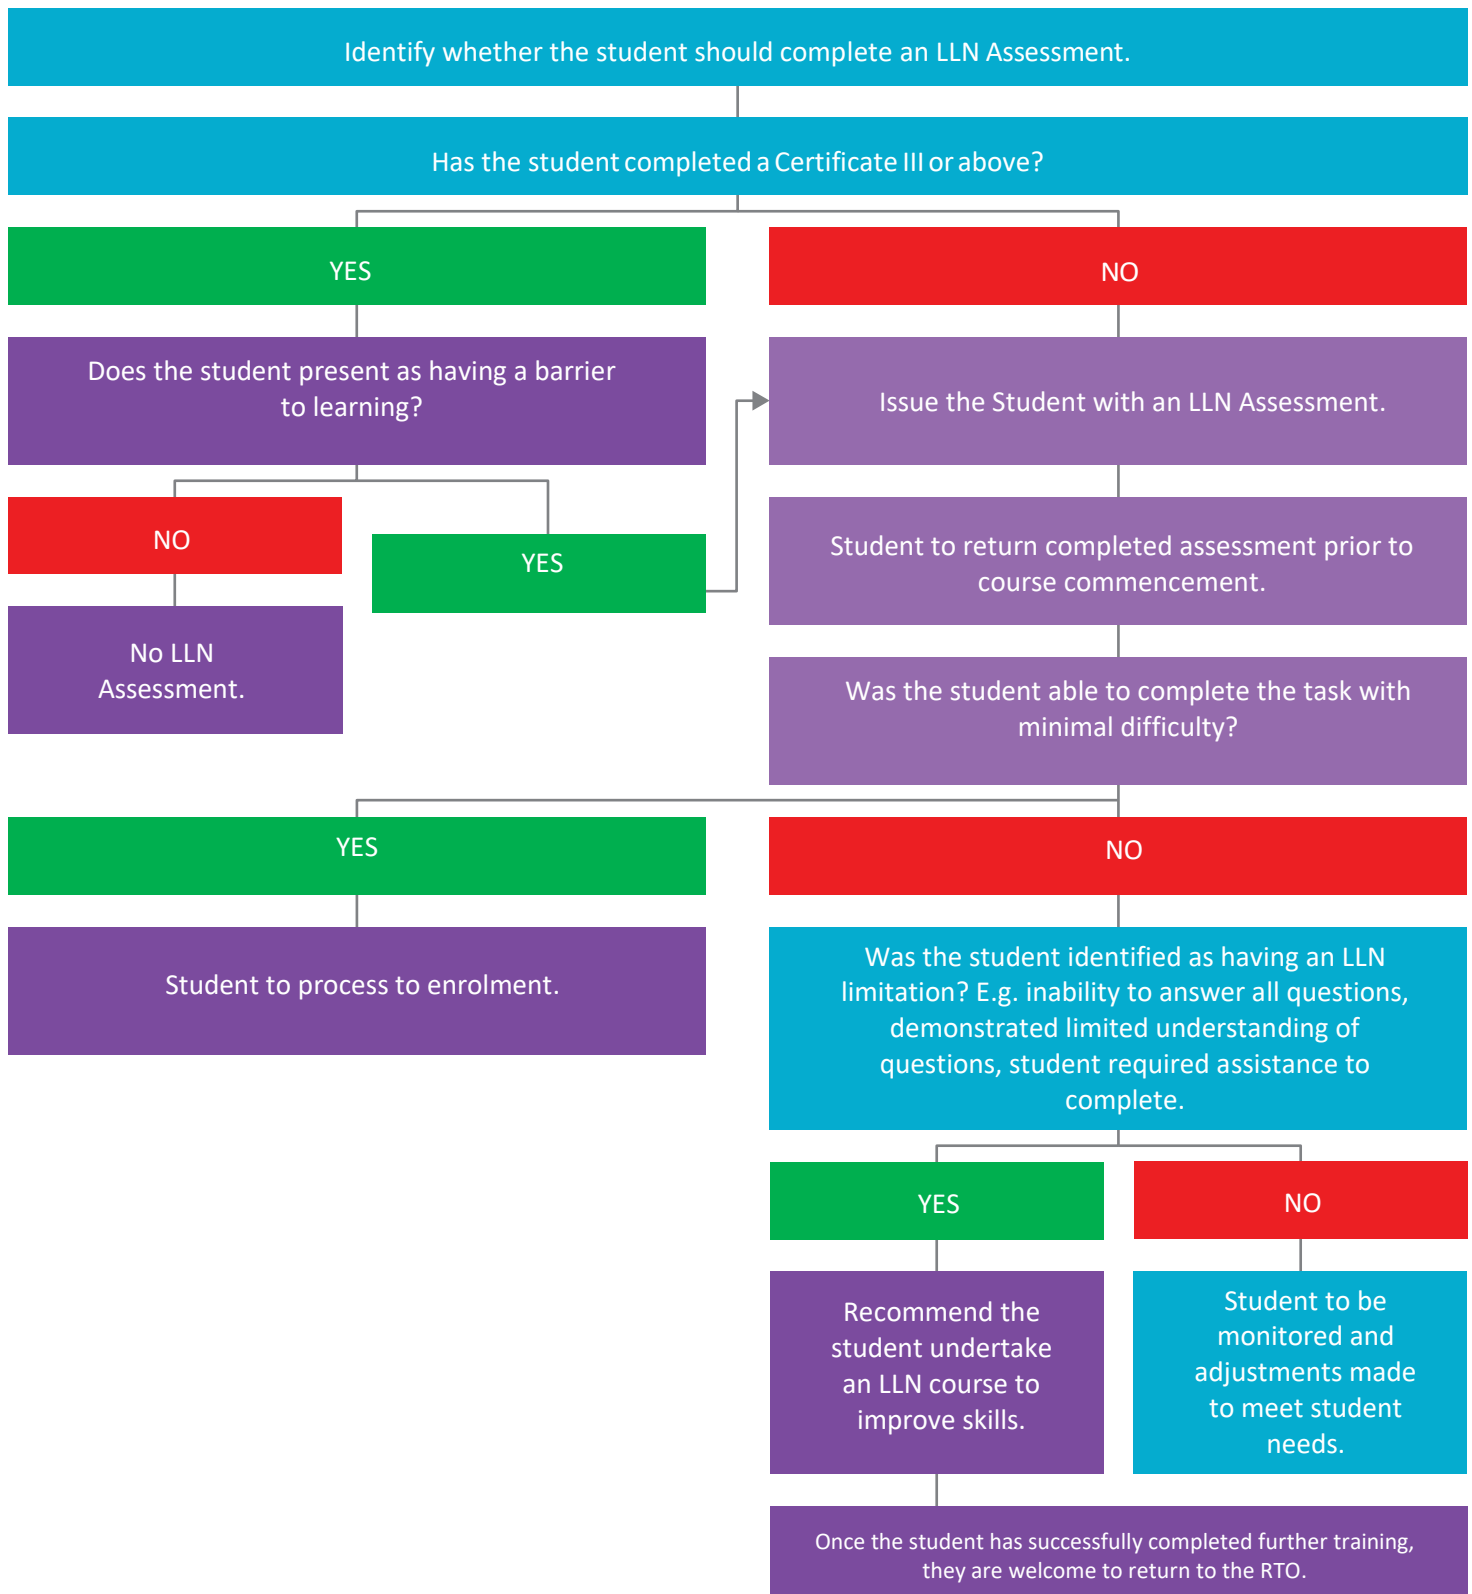 Identify whether the student should complete an LLN Assessment.
Has the student completed a Certificate III or above?
YES
NO
Does the student present as having a barrier
to learning?
Issue the Student with an LLN Assessment.
NO
YES
Student to return completed assessment prior to
course commencement.
No LLN
Assessment.
Was the student able to complete the task with
minimal difficulty?
YES
NO
Student to process to enrolment.
Was the student identified as having an LLN
limitation? E.g. inability to answer all questions,
demonstrated limited understanding of
questions, student required assistance to
complete.
YES
NO
Recommend the
student undertake
an LLN course to
improve skills.
Student to be
monitored and
adjustments made
to meet student
needs.
Once the student has successfully completed further training,
they are welcome to return to the RTO.